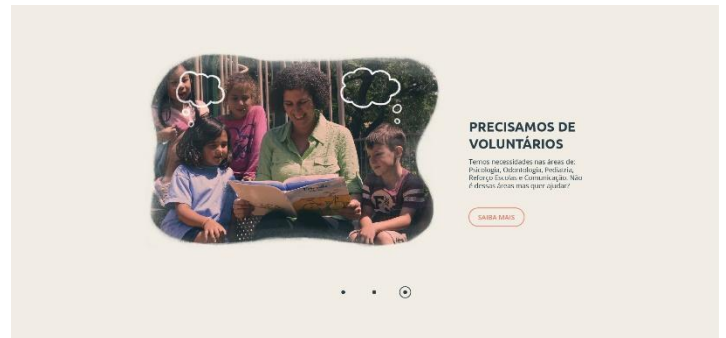 PRECISAMOS DE
VOLUNTÁRIOS
Temos necessidades nas áreas de:
Psicologia, Odontologia, Pediatria,
Reforço Escolar e Comunicação. Não
é dessas áreas mas quer ajudar?
SAIBA MAIS